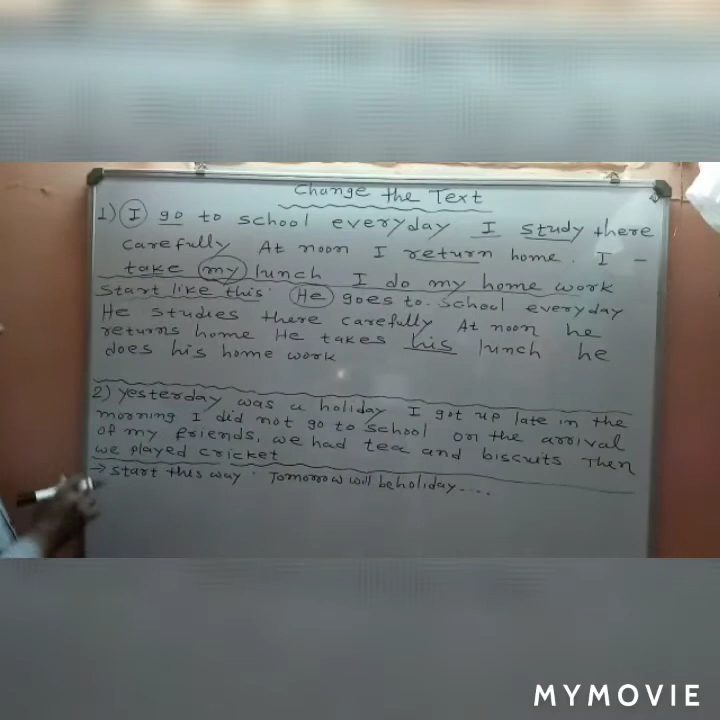 Change the Text
1) I go to school everyday I study there
carefully At noon I return home. I -
take my lunch I do my home work
Start like this: He goes to school everyday
He studies there carefully At noon he
returns home He takes his lunch he
does his home work
2) Yesterday was a holiday I got up late in the
morning I did not go to school on the arrival
of my friends, we had tea and biscuits Then
we played cricket
→ Start this way: Tomorrow will be holiday....
MYMOVIE